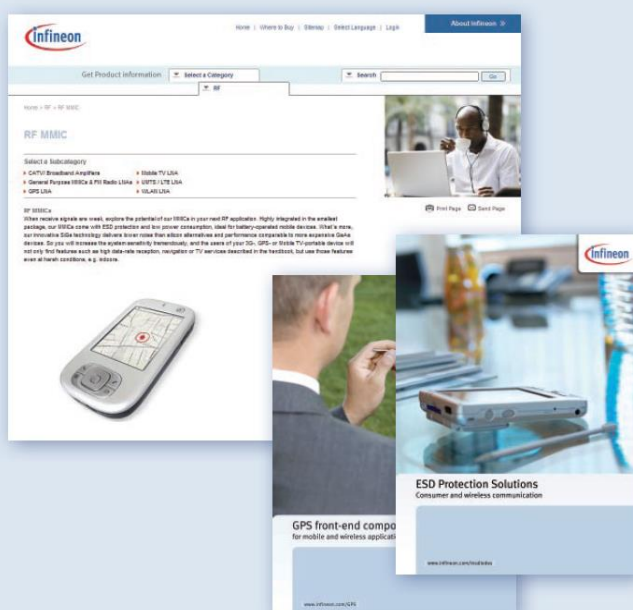 infineon
Home | Where to Buy | Sitemap | Select Language | Login
About Infineon
Get Product Information
Select a Category
Search
Go
RF
Home > RF > RF MMIC
RF MMIC
Select a Subcategory
CATV/ Broadband Amplifiers
Mobile TV LNA
General Purpose MMICs & FM Radio LNAs
UMTS / LTE LNA
GPS LNA
WLAN LNA
Print Page
Send Page
RF MMICs
When receive signals are weak, explore the potential of our MMICs in your next RF application. Highly integrated in the smallest
package, our MMICs come with ESD protection and low power consumption, ideal for battery-operated mobile devices. What's more,
our innovative SiGe technology delivers lower noise than silicon alternatives and performance comparable to more expensive GaAs
devices. So you will increase the system sensitivity tremendously, and the users of your 3G-, GPS- or Mobile TV-portable device will
not only find features such as high data-rate reception, navigation or TV services described in the handbook, but use those features
even at harsh conditions, e.g. indoors.
infineon
ESD Protection Solutions
Consumer and wireless communication
GPS front-end compo
for mobile and wireless applicati
www.infineon.com/GPS